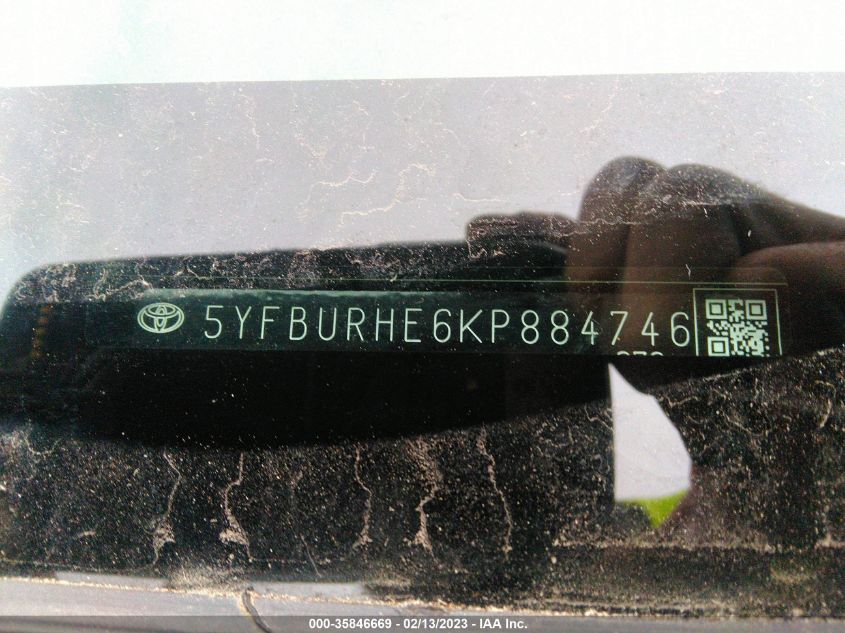 5YFBURHE6KP884746
000-35846669 | 02/13/2023 - IAA Inc.